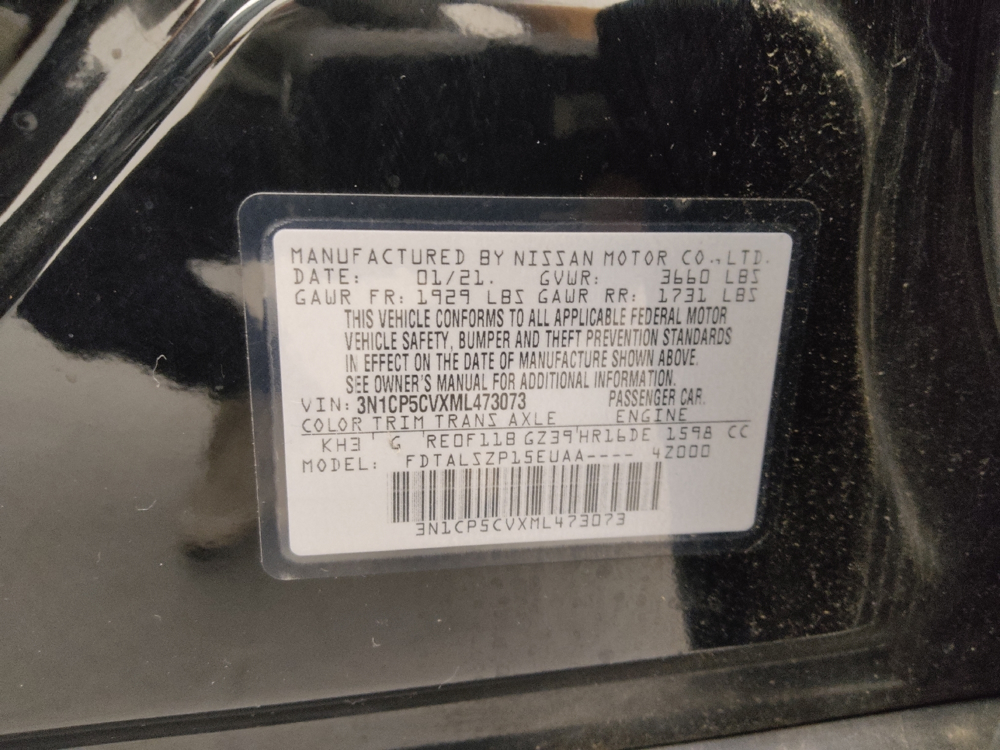 MANUFACTURED BY NISSAN MOTOR CO.,LTD.
DATE: 01/21. GVWR: 3660 LBS
GAWR FR: 1929 LBS GAWR RR: 1731 LBS
THIS VEHICLE CONFORMS TO ALL APPLICABLE FEDERAL MOTOR
VEHICLE SAFETY, BUMPER AND THEFT PREVENTION STANDARDS
IN EFFECT ON THE DATE OF MANUFACTURE SHOWN ABOVE.
SEE OWNER'S MANUAL FOR ADDITIONAL INFORMATION.
VIN: 3N1CP5CVXML473073 PASSENGER CAR.
COLOR TRIM TRANS AXLE ENGINE
KH3 ' G ' RE0F11B GZ39'HR16DE 1598 CC
MODEL: FDTALSZP15EUAA---- 4Z000
3N1CP5CVXML473073